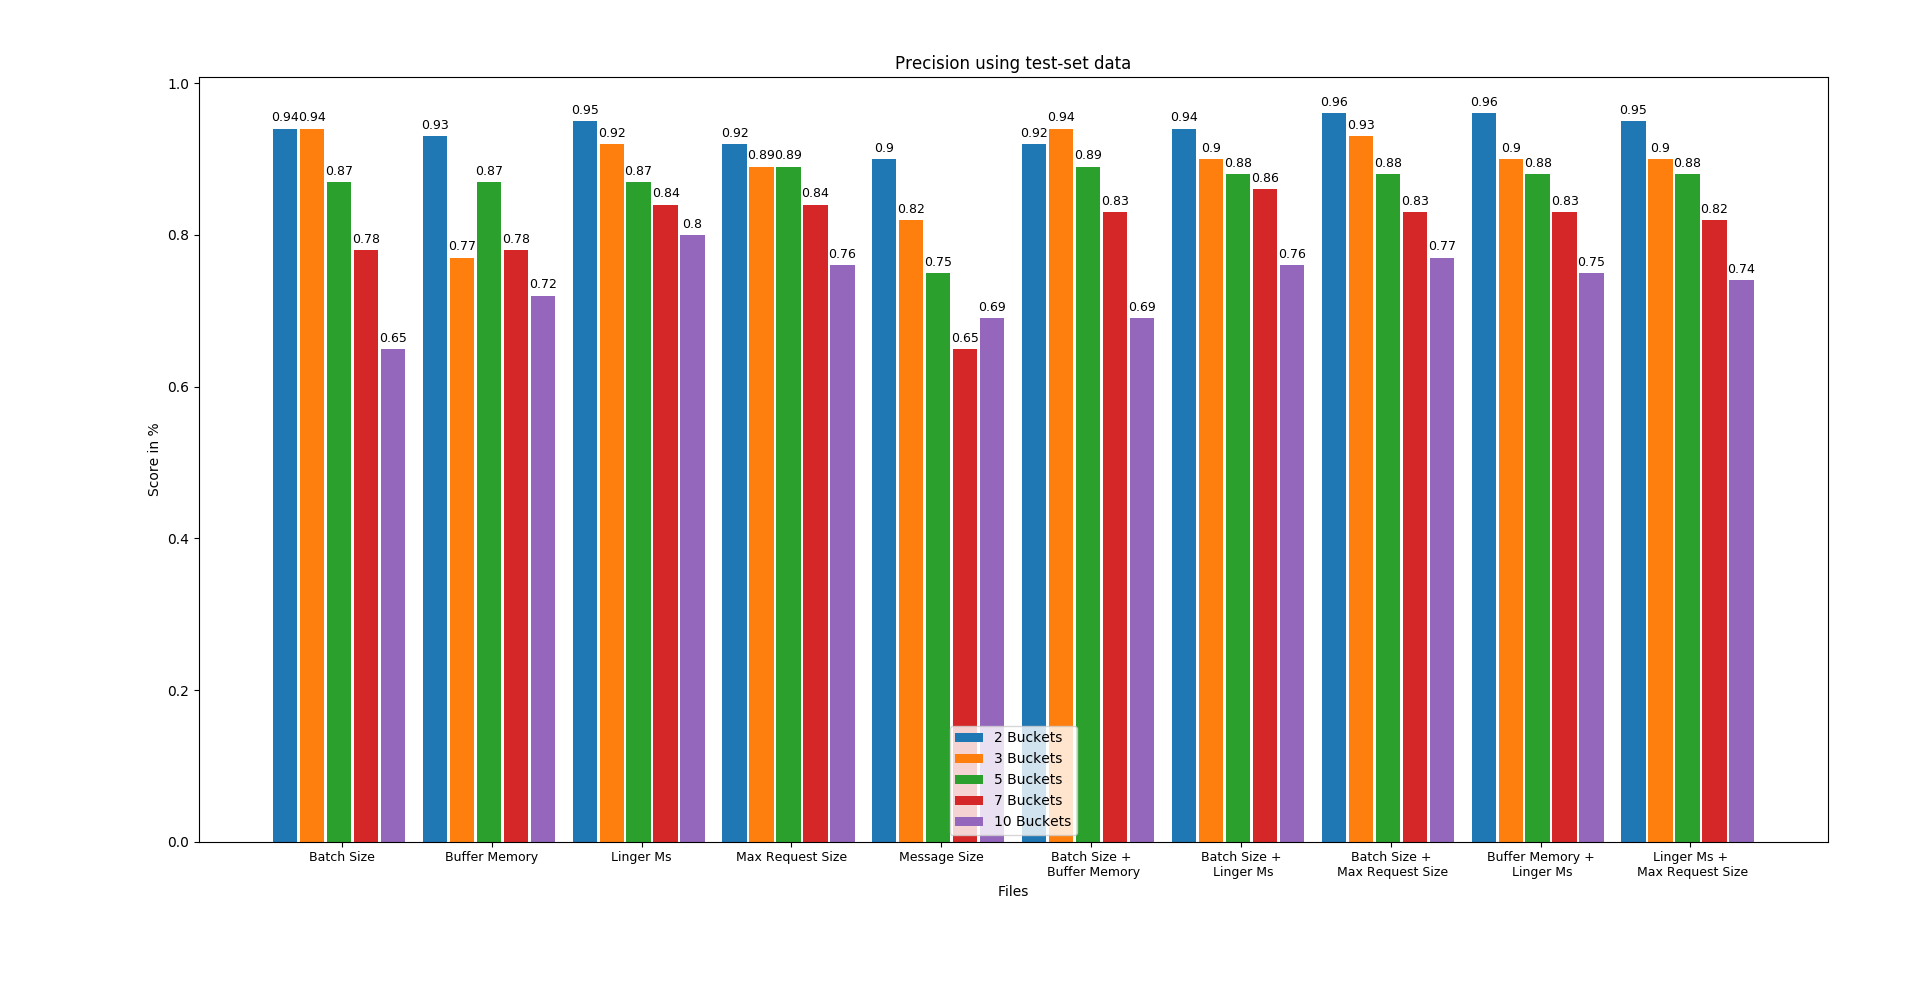 Precision using test-set data
Score in %
1.0
0.8
0.6
0.4
0.2
0.0
0.94 0.94 0.87 0.78 0.65
0.93 0.77 0.87 0.78 0.72
0.95 0.92 0.87 0.84 0.8
0.92 0.89 0.89 0.84 0.76
0.9 0.82 0.75 0.65 0.69
0.92 0.94 0.89 0.83 0.69
0.94 0.9 0.88 0.86 0.76
0.96 0.93 0.88 0.83 0.77
0.96 0.9 0.88 0.83 0.75
0.95 0.9 0.88 0.82 0.74
2 Buckets
3 Buckets
5 Buckets
7 Buckets
10 Buckets
Batch Size
Buffer Memory
Linger Ms
Max Request Size
Message Size
Batch Size +
Buffer Memory
Batch Size +
Linger Ms
Batch Size +
Max Request Size
Buffer Memory +
Linger Ms
Linger Ms +
Max Request Size
Files